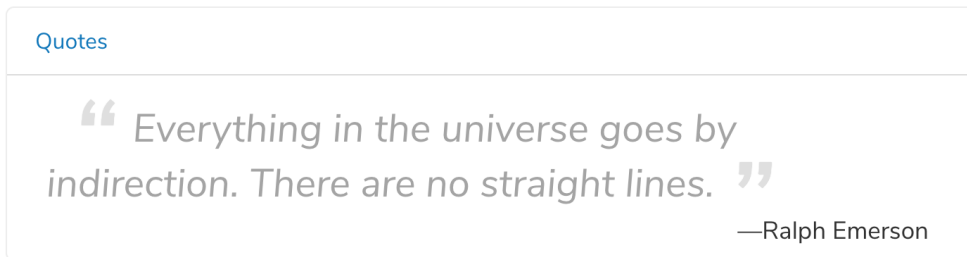 Quotes
“ Everything in the universe goes by
indirection. There are no straight lines. ”
—Ralph Emerson